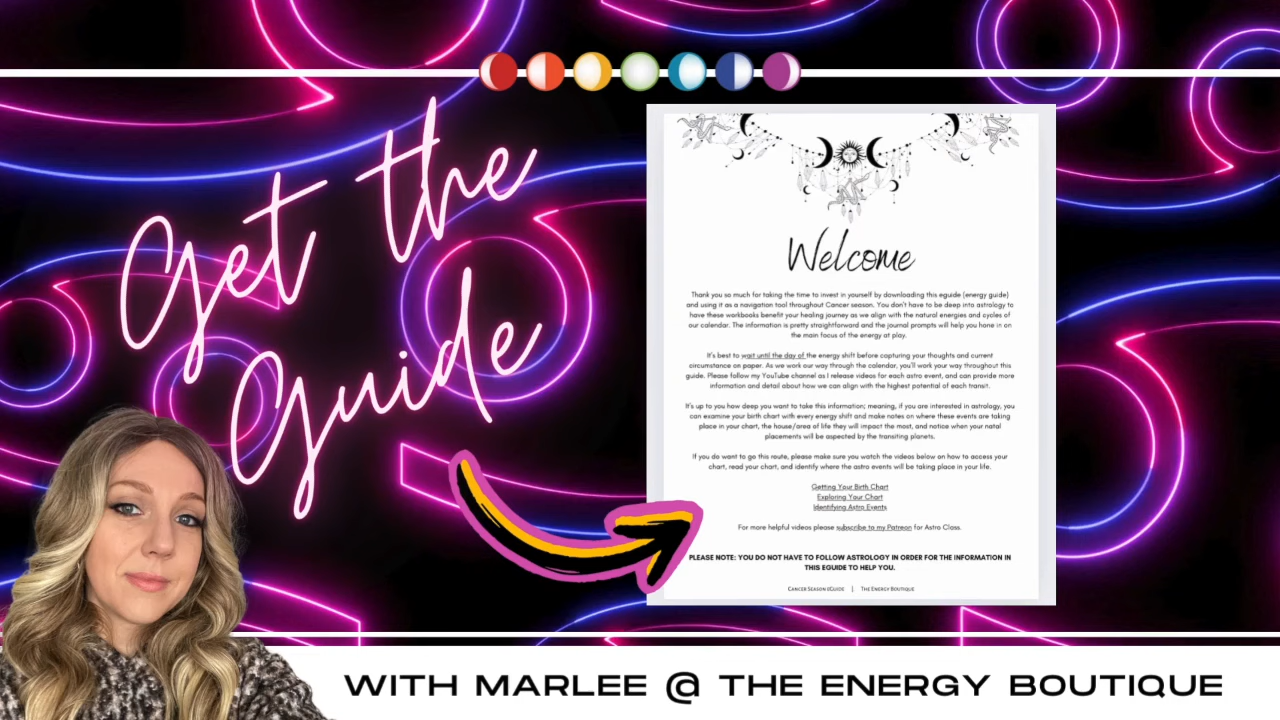 Get the
Guide
Welcome
Thank you so much for taking the time to invest in yourself by downloading this eguide (energy guide)
and using it as a navigation tool throughout Cancer season. You don't have to be deep into astrology to
have these workbooks benefit your healing journey as we align with the natural energies and cycles of
our calendar. The information is pretty straightforward and the journal prompts will help you hone in on
the main focus of the energy at play.
It's best to wait until the day of the energy shift before capturing your thoughts and current
circumstance on paper. As we work our way through the calendar, you'll work your way throughout this
guide. Please follow my YouTube channel as I release videos for each astro event, and can provide more
information and detail about how we can align with the highest potential of each transit.
It's up to you how deep you want to take this information; meaning, if you are interested in astrology, you
can examine your birth chart with every energy shift and make notes on where these events are taking
place in your chart, the house/area of life they will impact the most, and notice when your natal
placements will be aspected by the transiting planets.
If you do want to go this route, please make sure you watch the videos below on how to access your
chart, read your chart, and identify where the astro events will be taking place in your life.
Getting Your Birth Chart
Exploring Your Chart
Identifying Astro Events
For more helpful videos please subscribe to my Patreon for Astro Class.
PLEASE NOTE: YOU DO NOT HAVE TO FOLLOW ASTROLOGY IN ORDER FOR THE INFORMATION IN
THIS EGUIDE TO HELP YOU.
Cancer Season eGuide | The Energy Boutique
WITH MARLEE @ THE ENERGY BOUTIQUE